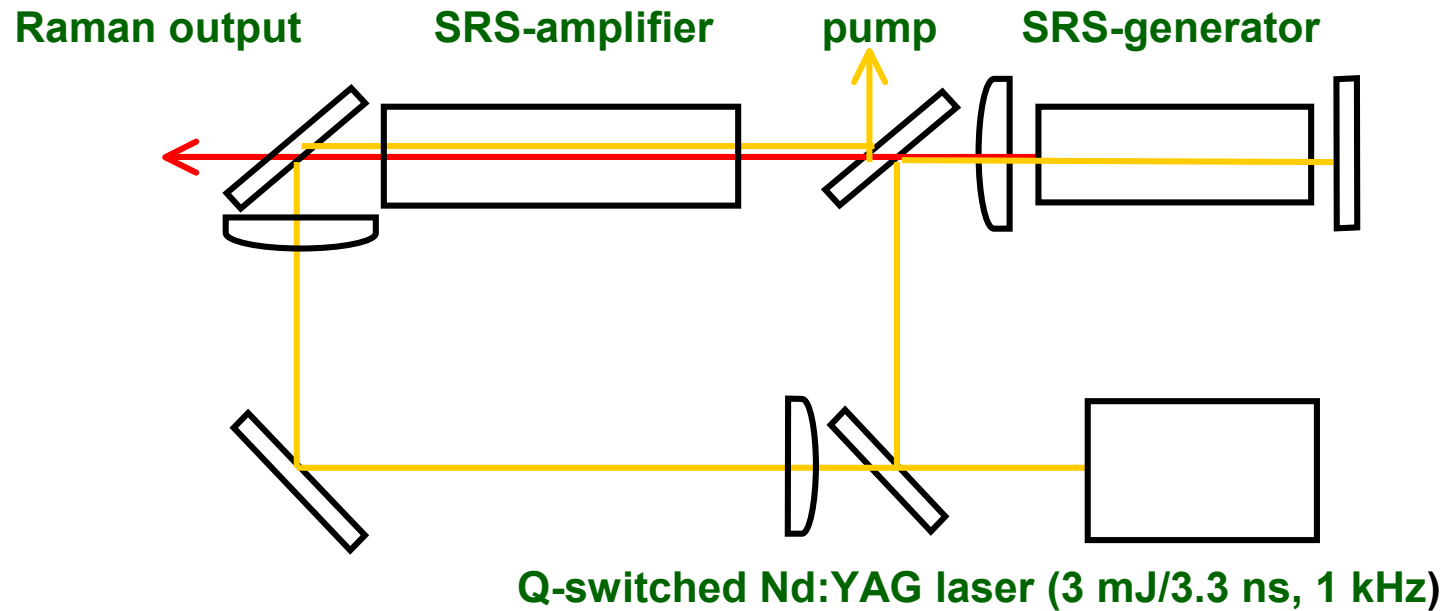 Raman output SRS-amplifier pump SRS-generator
Q-switched Nd:YAG laser (3 mJ/3.3 ns, 1 kHz)